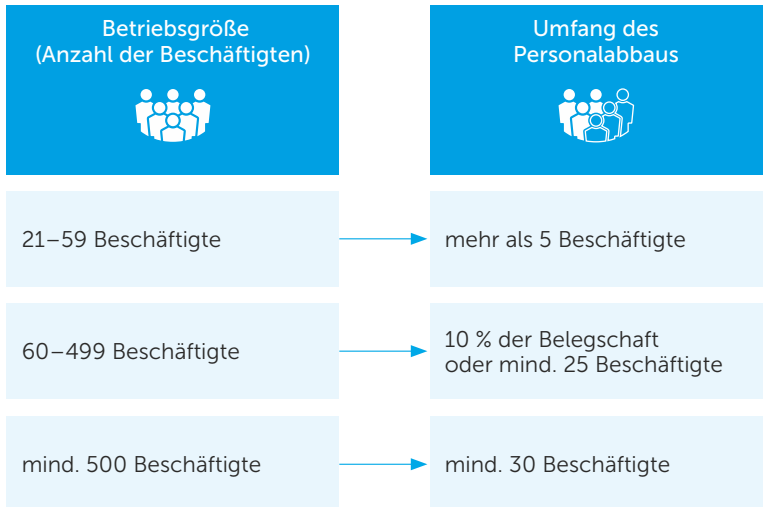 Betriebsgröße
(Anzahl der Beschäftigten)
Umfang des
Personalabbaus
21–59 Beschäftigte
mehr als 5 Beschäftigte
60–499 Beschäftigte
10 % der Belegschaft
oder mind. 25 Beschäftigte
mind. 500 Beschäftigte
mind. 30 Beschäftigte